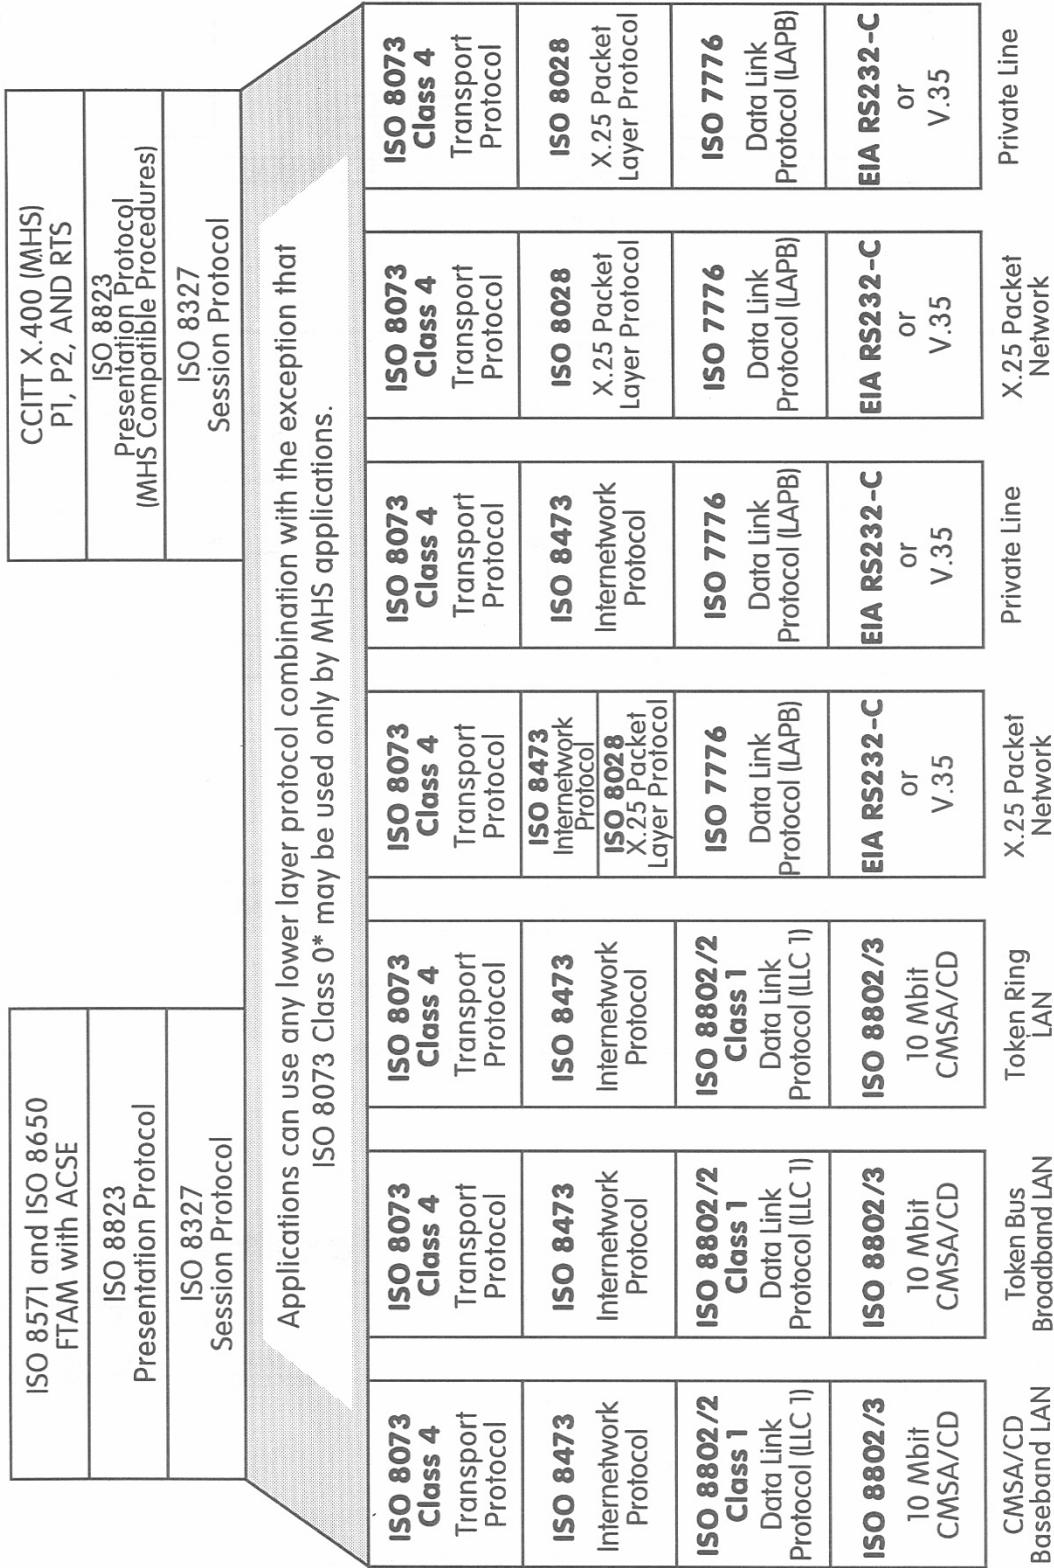 ISO 8571 and ISO 8650
FTAM with ACSE
ISO 8823
Presentation Protocol
ISO 8327
Session Protocol
CCITT X.400 (MHS)
P1, P2, AND RTS
ISO 8823
Presentation Protocol
(MHS Compatible Procedures)
ISO 8327
Session Protocol
Applications can use any lower layer protocol combination with the exception that
ISO 8073 Class 0* may be used only by MHS applications.
ISO 8073
Class 4
Transport
Protocol
ISO 8473
Internetwork
Protocol
ISO 8802/2
Class 1
Data Link
Protocol (LLC 1)
ISO 8802/3
10 Mbit
CMSA/CD
CMSA/CD
Baseband LAN
ISO 8073
Class 4
Transport
Protocol
ISO 8473
Internetwork
Protocol
ISO 8802/2
Class 1
Data Link
Protocol (LLC 1)
ISO 8802/3
10 Mbit
CMSA/CD
Token Bus
Broadband LAN
ISO 8073
Class 4
Transport
Protocol
ISO 8473
Internetwork
Protocol
ISO 8802/2
Class 1
Data Link
Protocol (LLC 1)
ISO 8802/3
10 Mbit
CMSA/CD
Token Ring
LAN
ISO 8073
Class 4
Transport
Protocol
ISO 8473
Internetwork
Protocol
ISO 8028
X.25 Packet
Layer Protocol
ISO 7776
Data Link
Protocol (LAPB)
EIA RS232-C
or
V.35
X.25 Packet
Network
ISO 8073
Class 4
Transport
Protocol
ISO 8473
Internetwork
Protocol
ISO 7776
Data Link
Protocol (LAPB)
EIA RS232-C
or
V.35
Private Line
ISO 8073
Class 4
Transport
Protocol
ISO 8028
X.25 Packet
Layer Protocol
ISO 7776
Data Link
Protocol (LAPB)
EIA RS232-C
or
V.35
X.25 Packet
Network
ISO 8073
Class 4
Transport
Protocol
ISO 8028
X.25 Packet
Layer Protocol
ISO 7776
Data Link
Protocol (LAPB)
EIA RS232-C
or
V.35
Private Line